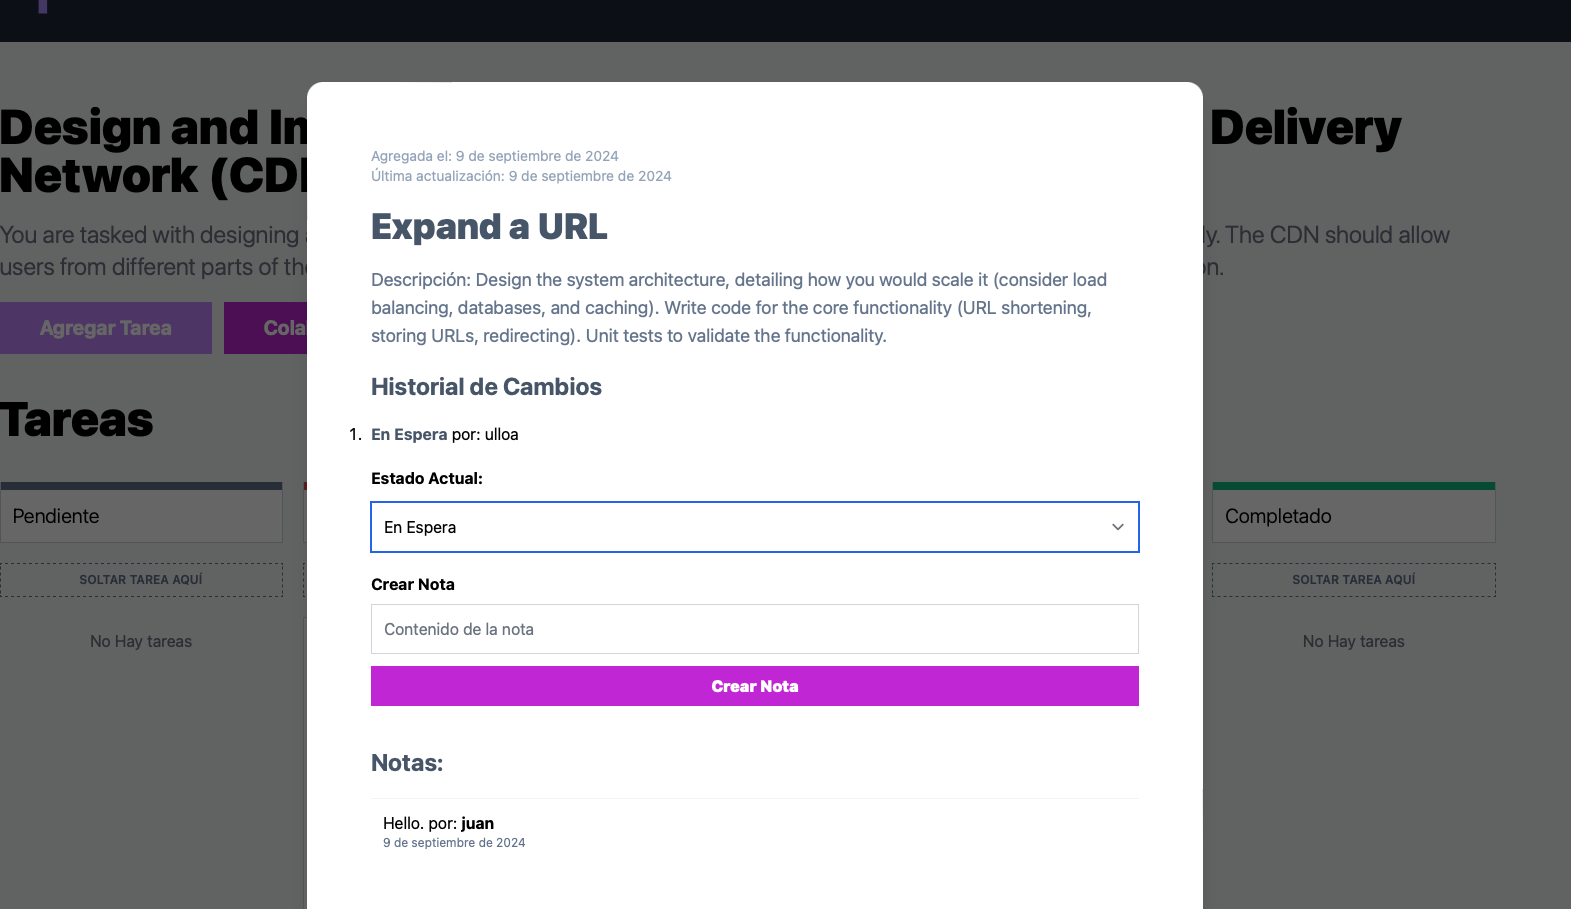 Design and In
Delivery
Network (CD
You are tasked with designing
ly. The CDN should allow
users from different parts of the
on.
Agregar Tarea
Cola
Tareas
Pendiente
SOLTAR TAREA AQUÍ
No Hay tareas
Agregada el: 9 de septiembre de 2024
Última actualización: 9 de septiembre de 2024
Expand a URL
Descripción: Design the system architecture, detailing how you would scale it (consider load
balancing, databases, and caching). Write code for the core functionality (URL shortening,
storing URLs, redirecting). Unit tests to validate the functionality.
Historial de Cambios
1. En Espera por: ulloa
Estado Actual:
En Espera
Crear Nota
Contenido de la nota
Crear Nota
Notas:
Hello. por: juan
9 de septiembre de 2024
Completado
SOLTAR TAREA AQUÍ
No Hay tareas